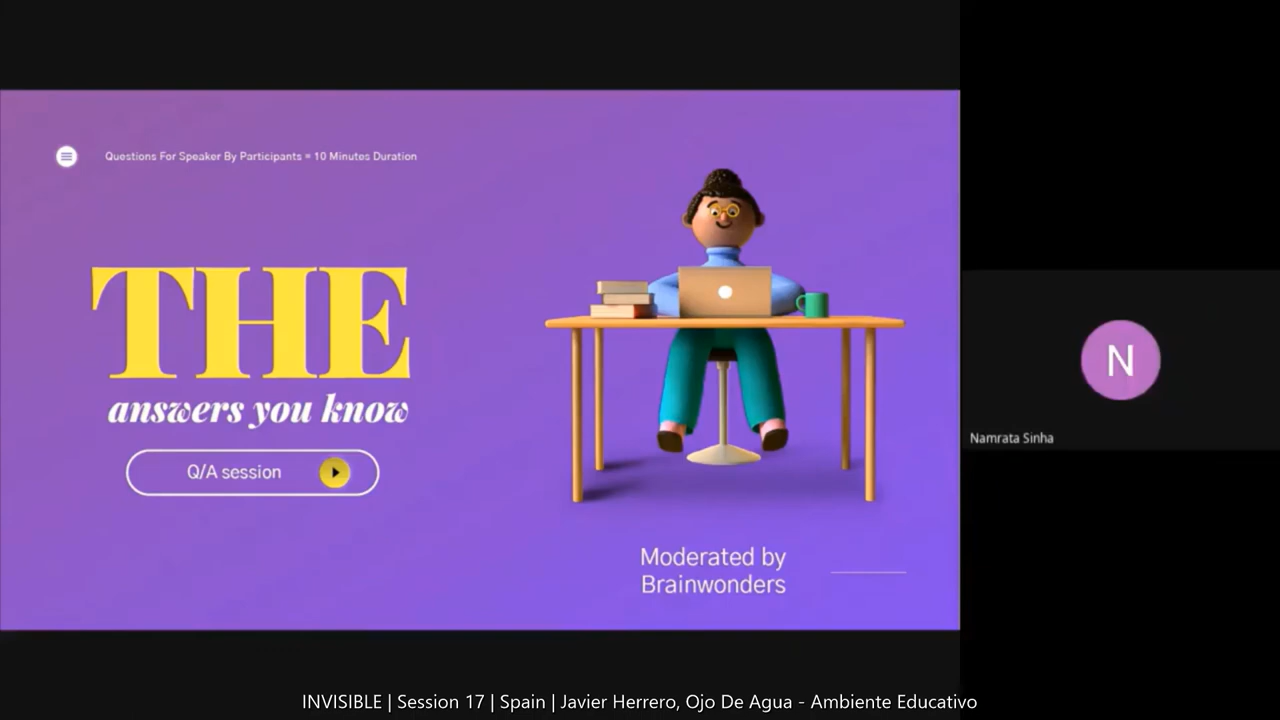 Questions For Speaker By Participants = 10 Minutes Duration
THE
answers you know
Q/A session
Moderated by
Brainwonders
N
Namrata Sinha
INVISIBLE | Session 17 | Spain | Javier Herrero, Ojo De Agua - Ambiente Educativo